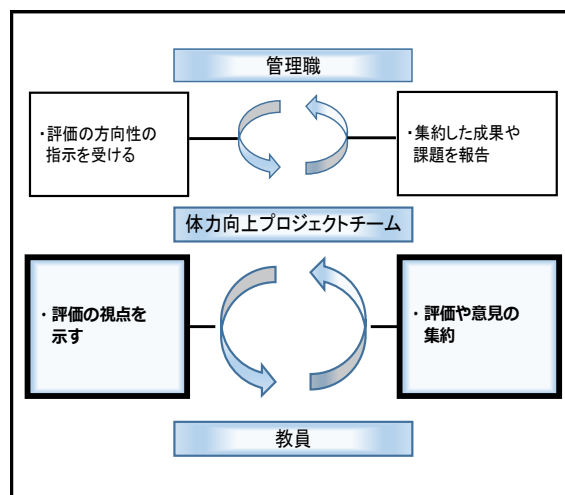 管理職
・評価の方向性の
指示を受ける
・集約した成果や
課題を報告
体力向上プロジェクトチーム
・評価の視点を
示す
・評価や意見の
集約
教員